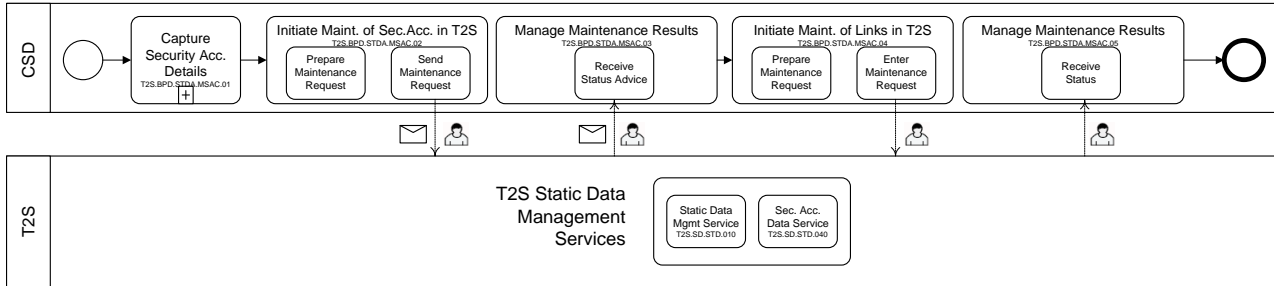 CSD
Capture
Security Acc.
Details
T2S.BPD.STDA.MSAC.01
+
Initiate Maint. of Sec.Acc. in T2S
T2S.BPD.STDA.MSAC.02
Prepare
Maintenance
Request
Send
Maintenance
Request
Manage Maintenance Results
T2S.BPD.STDA.MSAC.03
Receive
Status Advice
Initiate Maint. of Links in T2S
T2S.BPD.STDA.MSAC.04
Prepare
Maintenance
Request
Enter
Maintenance
Request
Manage Maintenance Results
T2S.BPD.STDA.MSAC.05
Receive
Status
T2S
T2S Static Data
Management
Services
Static Data
Mgmt Service
T2S.SD.STD.010
Sec. Acc.
Data Service
T2S.SD.STD.040